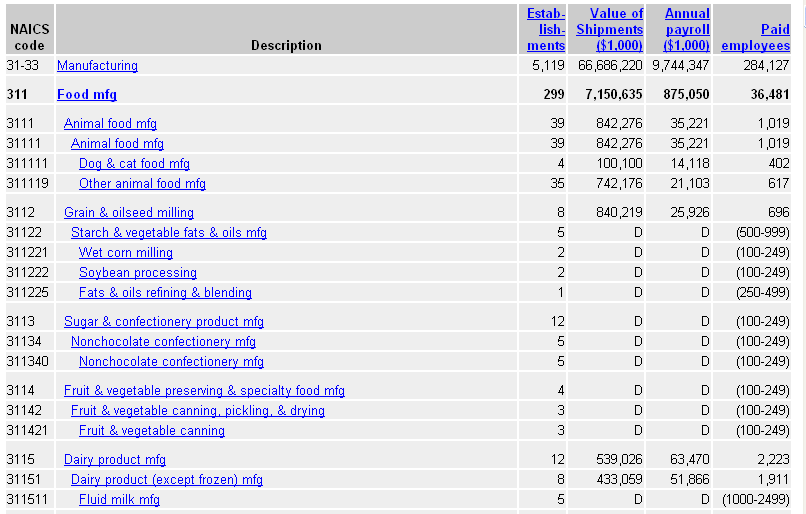 NAICS code Description Estab-lish-ments Value of Shipments ($1,000) Annual payroll ($1,000) Paid employees
31-33 Manufacturing 5,119 66,686,220 9,744,347 284,127
311 Food mfg 299 7,150,635 875,050 36,481
3111 Animal food mfg 39 842,276 35,221 1,019
31111 Animal food mfg 39 842,276 35,221 1,019
311111 Dog & cat food mfg 4 100,100 14,118 402
311119 Other animal food mfg 35 742,176 21,103 617
3112 Grain & oilseed milling 8 840,219 25,926 696
31122 Starch & vegetable fats & oils mfg 5 D D (500-999)
311221 Wet corn milling 2 D D (100-249)
311222 Soybean processing 2 D D (100-249)
311225 Fats & oils refining & blending 1 D D (250-499)
3113 Sugar & confectionery product mfg 12 D D (100-249)
31134 Nonchocolate confectionery mfg 5 D D (100-249)
311340 Nonchocolate confectionery mfg 5 D D (100-249)
3114 Fruit & vegetable preserving & specialty food mfg 4 D D (100-249)
31142 Fruit & vegetable canning, pickling, & drying 3 D D (100-249)
311421 Fruit & vegetable canning 3 D D (100-249)
3115 Dairy product mfg 12 539,026 63,470 2,223
31151 Dairy product (except frozen) mfg 8 433,059 51,866 1,911
311511 Fluid milk mfg 5 D D (1000-2499)